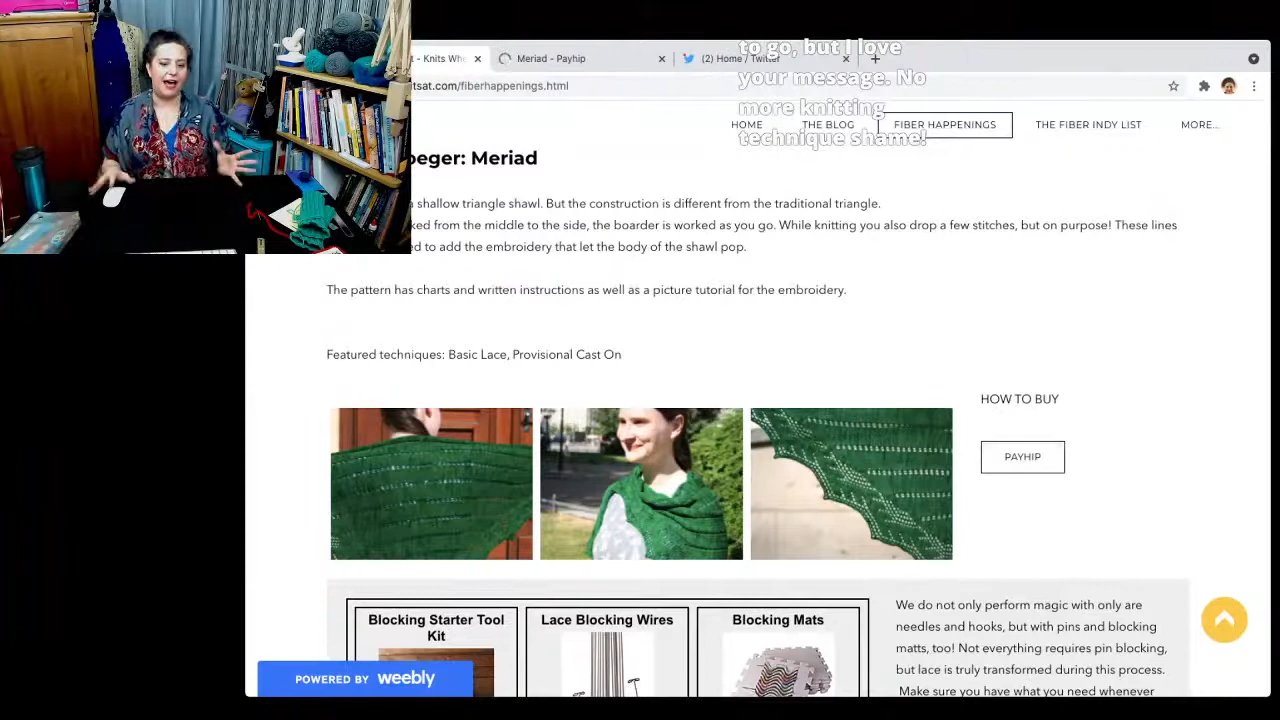 t - Knits Wh
Meriad - Payhip
(2) Home / Twitter
itsat.com/fiberhappenings.html
to go, but I love
your message. No
more knitting
technique shame!
HOME
THE BLOG
FIBER HAPPENINGS
THE FIBER INDY LIST
MORE...
oeger: Meriad
shallow triangle shawl. But the construction is different from the traditional triangle.
ked from the middle to the side, the boarder is worked as you go. While knitting you also drop a few stitches, but on purpose! These lines
ed to add the embroidery that let the body of the shawl pop.
The pattern has charts and written instructions as well as a picture tutorial for the embroidery.
Featured techniques: Basic Lace, Provisional Cast On
HOW TO BUY
PAYHIP
Blocking Starter Tool
Kit
Lace Blocking Wires
Blocking Mats
We do not only perform magic with only are
needles and hooks, but with pins and blocking
matts, too! Not everything requires pin blocking,
but lace is truly transformed during this process.
Make sure you have what you need whenever
POWERED BY weebly